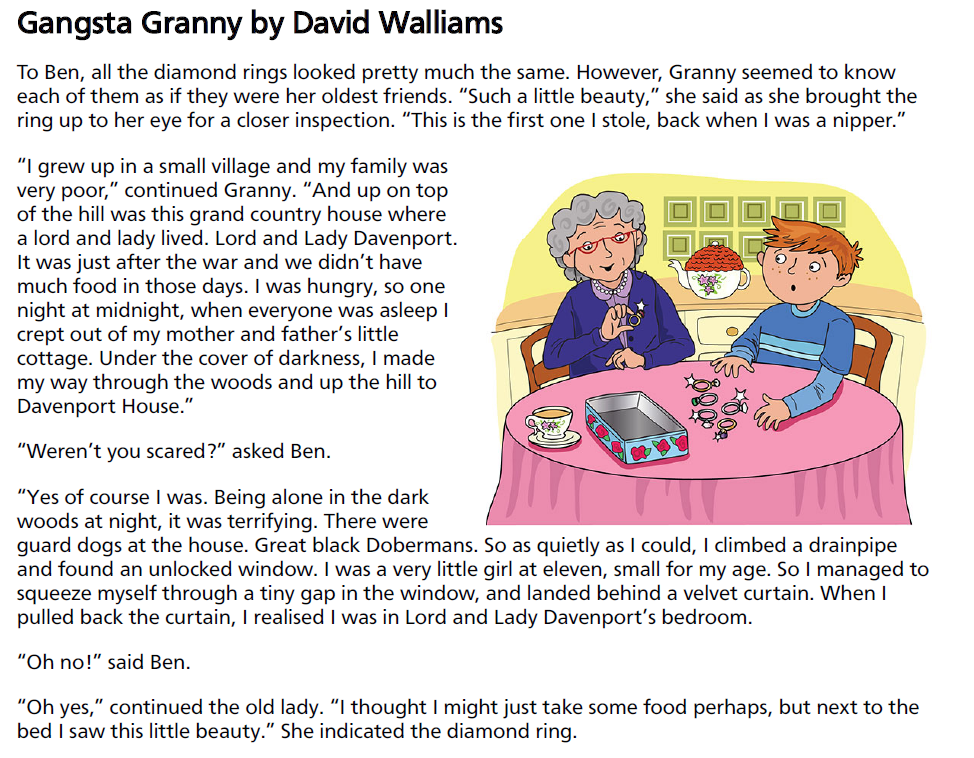 Gangsta Granny by David Walliams
To Ben, all the diamond rings looked pretty much the same. However, Granny seemed to know
each of them as if they were her oldest friends. “Such a little beauty,” she said as she brought the
ring up to her eye for a closer inspection. “This is the first one I stole, back when I was a nipper.”
“I grew up in a small village and my family was
very poor,” continued Granny. “And up on top
of the hill was this grand country house where
a lord and lady lived. Lord and Lady Davenport.
It was just after the war and we didn’t have
much food in those days. I was hungry, so one
night at midnight, when everyone was asleep I
crept out of my mother and father’s little
cottage. Under the cover of darkness, I made
my way through the woods and up the hill to
Davenport House.”
“Weren’t you scared?” asked Ben.
“Yes of course I was. Being alone in the dark
woods at night, it was terrifying. There were
guard dogs at the house. Great black Dobermans. So as quietly as I could, I climbed a drainpipe
and found an unlocked window. I was a very little girl at eleven, small for my age. So I managed to
squeeze myself through a tiny gap in the window, and landed behind a velvet curtain. When I
pulled back the curtain, I realised I was in Lord and Lady Davenport’s bedroom.
“Oh no!” said Ben.
“Oh yes,” continued the old lady. “I thought I might just take some food perhaps, but next to the
bed I saw this little beauty.” She indicated the diamond ring.